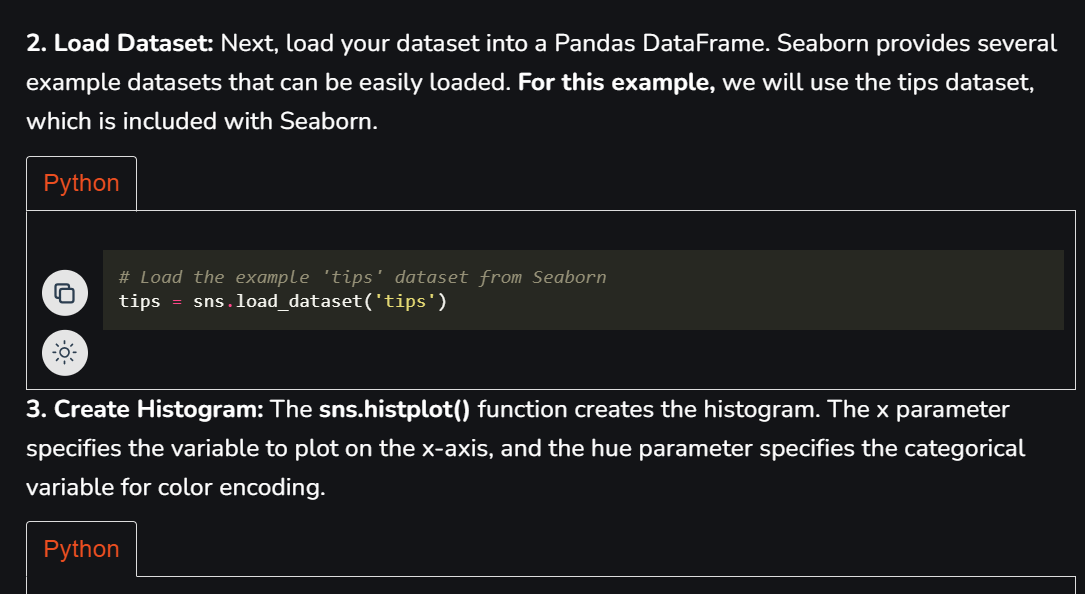 2. Load Dataset: Next, load your dataset into a Pandas DataFrame. Seaborn provides several
example datasets that can be easily loaded. For this example, we will use the tips dataset,
which is included with Seaborn.
Python
# Load the example 'tips' dataset from Seaborn
tips = sns.load_dataset('tips')
3. Create Histogram: The sns.histplot() function creates the histogram. The x parameter
specifies the variable to plot on the x-axis, and the hue parameter specifies the categorical
variable for color encoding.
Python